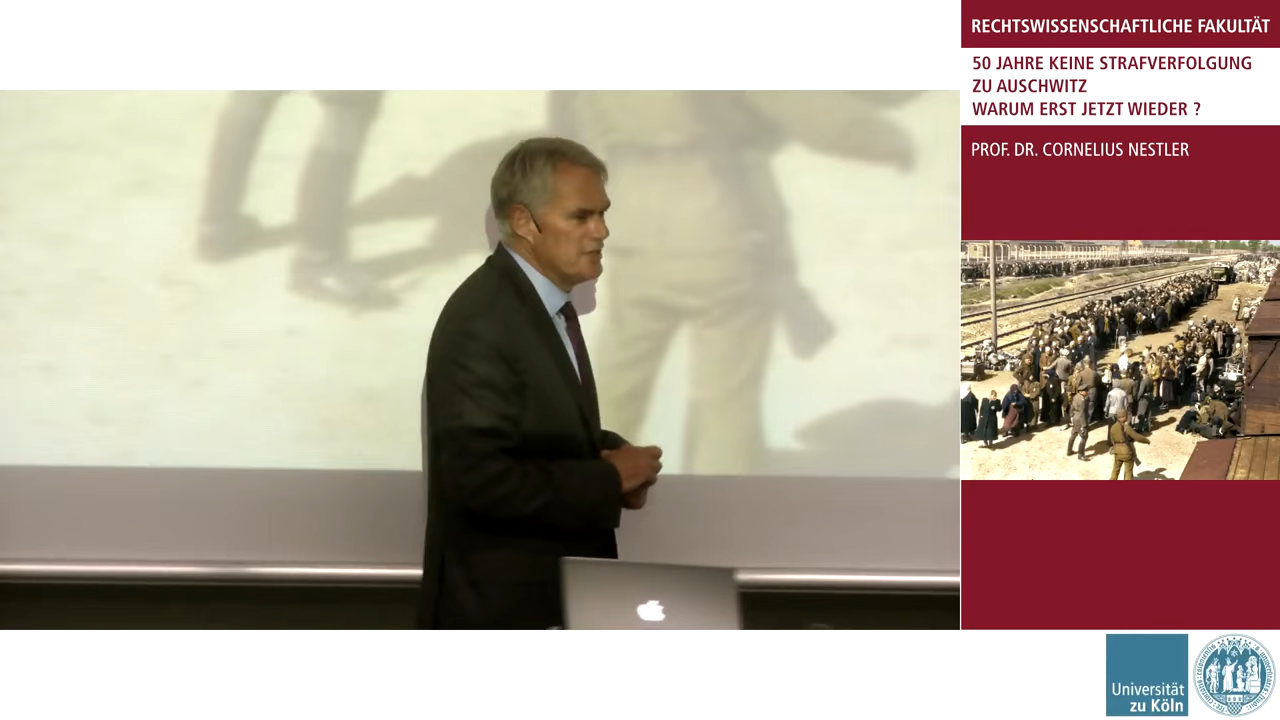 RECHTSWISSENSCHAFTLICHE FAKULTÄT
50 JAHRE KEINE STRAFVERFOLGUNG
ZU AUSCHWITZ
WARUM ERST JETZT WIEDER ?
PROF. DR. CORNELIUS NESTLER
Universität
zu Köln